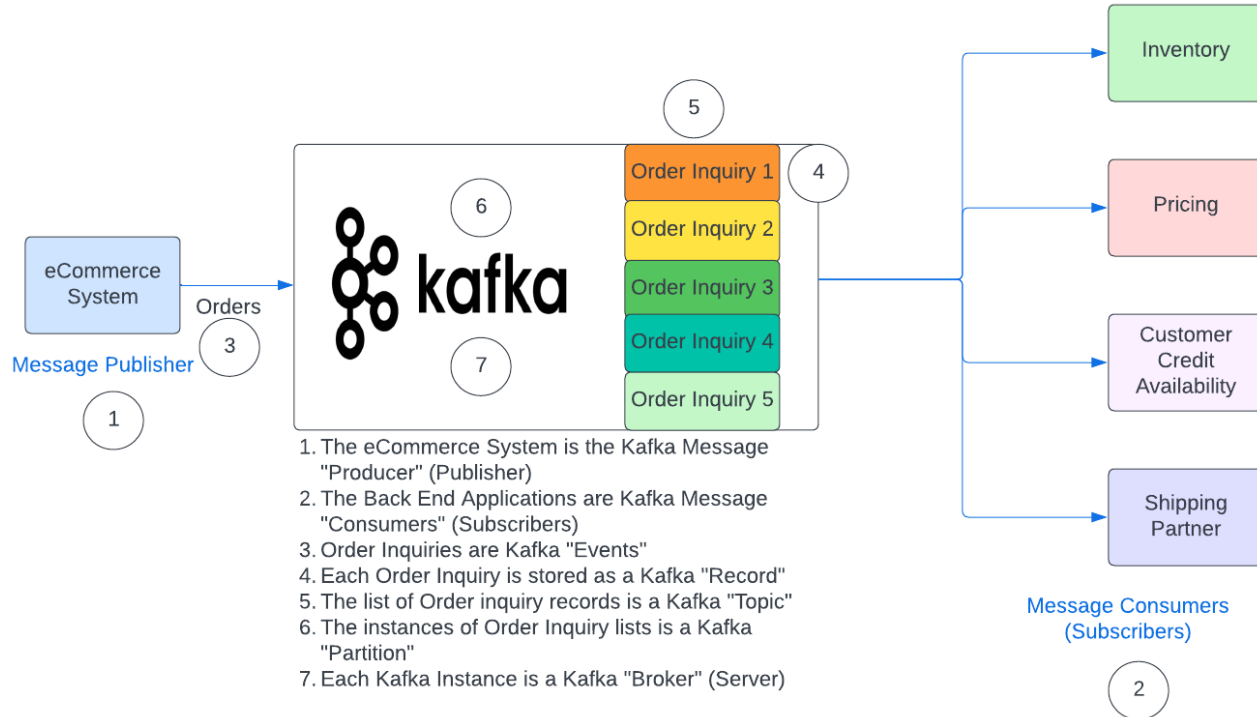 Inventory
5
Order Inquiry 1
4
Pricing
6
Order Inquiry 2
eCommerce
System
kafka
Order Inquiry 3
Orders
3
Order Inquiry 4
Customer
Credit
Availability
Message Publisher
7
Order Inquiry 5
1
1. The eCommerce System is the Kafka Message
"Producer" (Publisher)
2. The Back End Applications are Kafka Message
"Consumers" (Subscribers)
3. Order Inquiries are Kafka "Events"
4. Each Order Inquiry is stored as a Kafka "Record"
5. The list of Order inquiry records is a Kafka "Topic"
6. The instances of Order Inquiry lists is a Kafka
"Partition"
7. Each Kafka Instance is a Kafka "Broker" (Server)
Shipping
Partner
Message Consumers
(Subscribers)
2